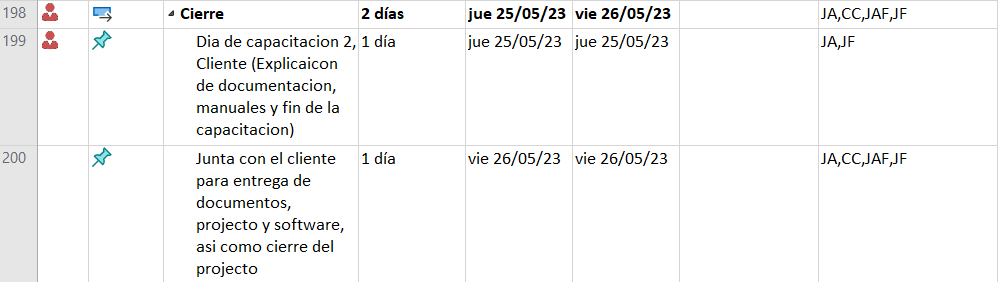 198 Cierre 2 días jue 25/05/23 vie 26/05/23 JA,CC,JAF,JF
199 Dia de capacitacion 2, 1 día jue 25/05/23 jue 25/05/23 JA,JF
Cliente (Explicaicon
de documentacion,
manuales y fin de la
capacitacion)
200 Junta con el cliente 1 día vie 26/05/23 vie 26/05/23 JA,CC,JAF,JF
para entrega de
documentos,
projecto y software,
asi como cierre del
projecto